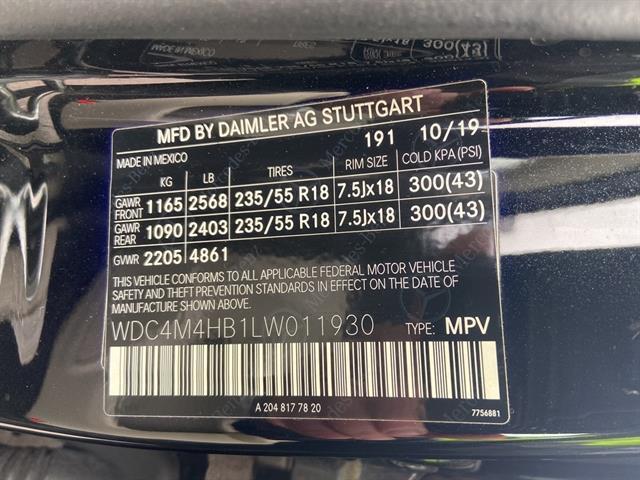 MFD BY DAIMLER AG STUTTGART
MADE IN MEXICO 191 10/19
KG LB TIRES RIM SIZE COLD KPA (PSI)
GAWR FRONT 1165 2568 235/55 R18 7.5Jx18 300(43)
GAWR REAR 1090 2403 235/55 R18 7.5Jx18 300(43)
GVWR 2205 4861
THIS VEHICLE CONFORMS TO ALL APPLICABLE FEDERAL MOTOR VEHICLE
SAFETY AND THEFT PREVENTION STANDARDS IN EFFECT ON THE DATE
OF MANUFACTURE SHOWN ABOVE.
WDC4M4HB1LW011930 TYPE: MPV
A 204 817 78 20 7756881